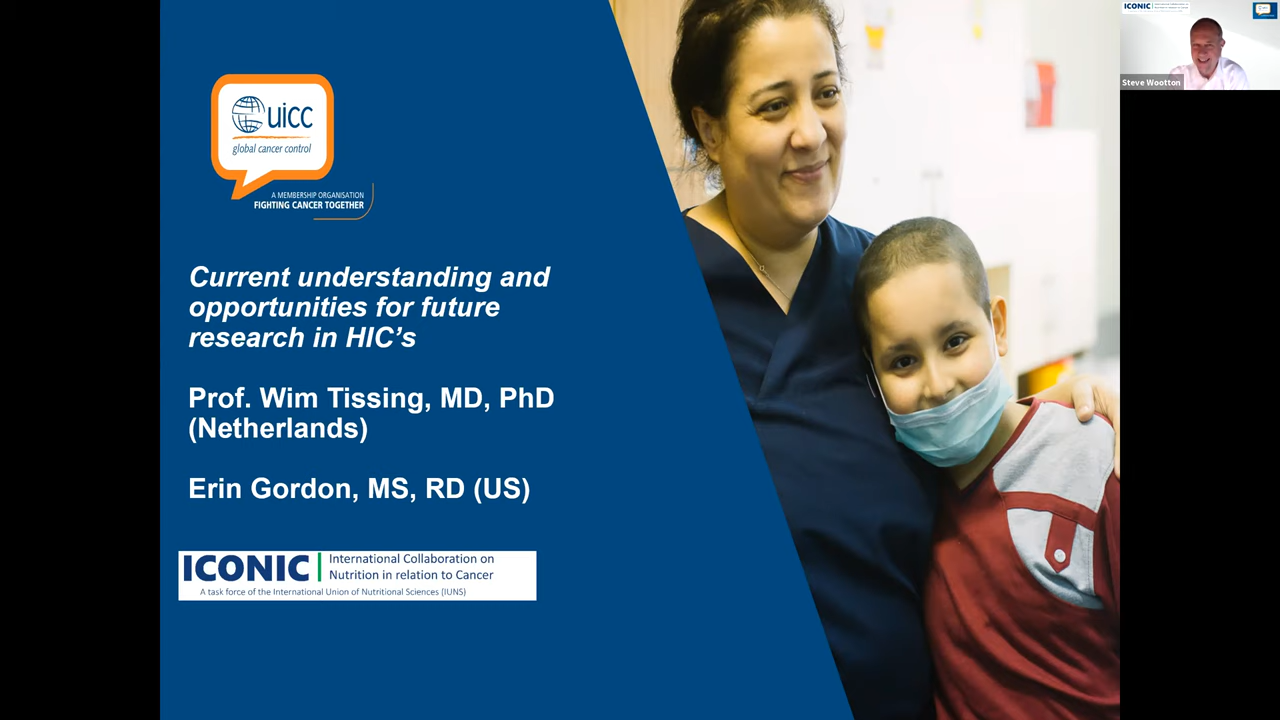 uicc
global cancer control
A MEMBERSHIP ORGANISATION
FIGHTING CANCER TOGETHER
Current understanding and
opportunities for future
research in HIC’s
Prof. Wim Tissing, MD, PhD
(Netherlands)
Erin Gordon, MS, RD (US)
ICONIC
International Collaboration on
Nutrition in relation to Cancer
A task force of the International Union of Nutritional Sciences (IUNS)
ICONIC
Steve Wootton